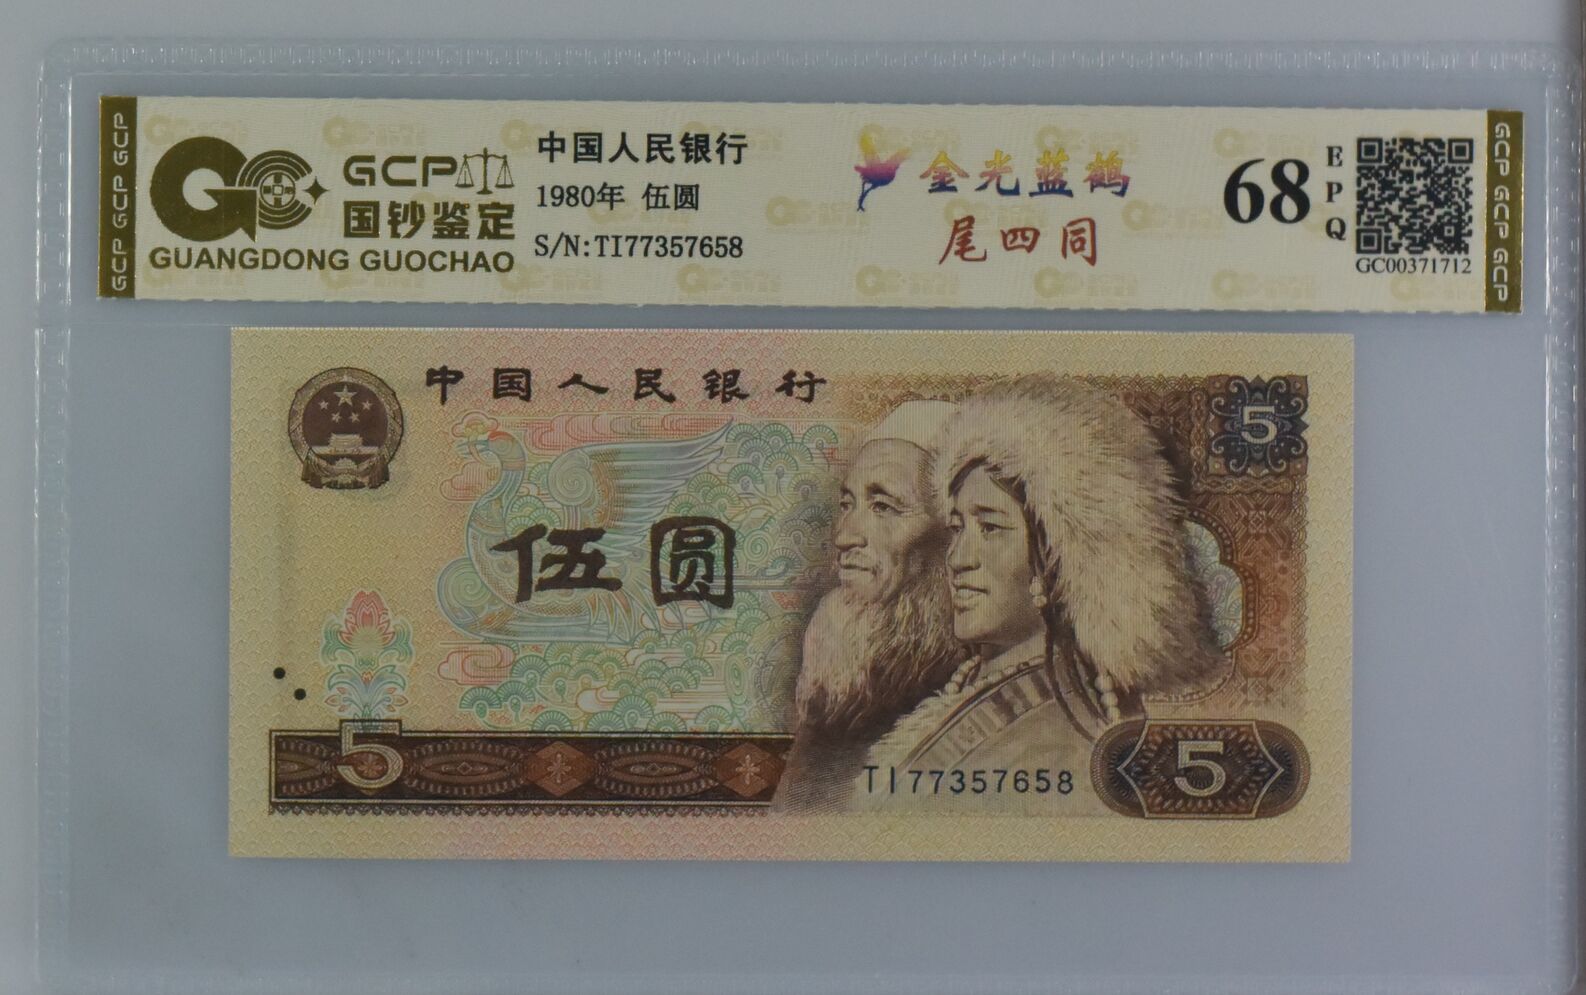 GCP GCP GCP
GCP
国钞鉴定
GUANGDONG GUOCHAO
中国人民银行
1980年 伍圆
S/N:TI77357658
金光蓝鹤
尾四同
68
EPQ
GC00371712
GCP GCP GCP
中国人民银行
5
伍圆
5
TI77357658
5